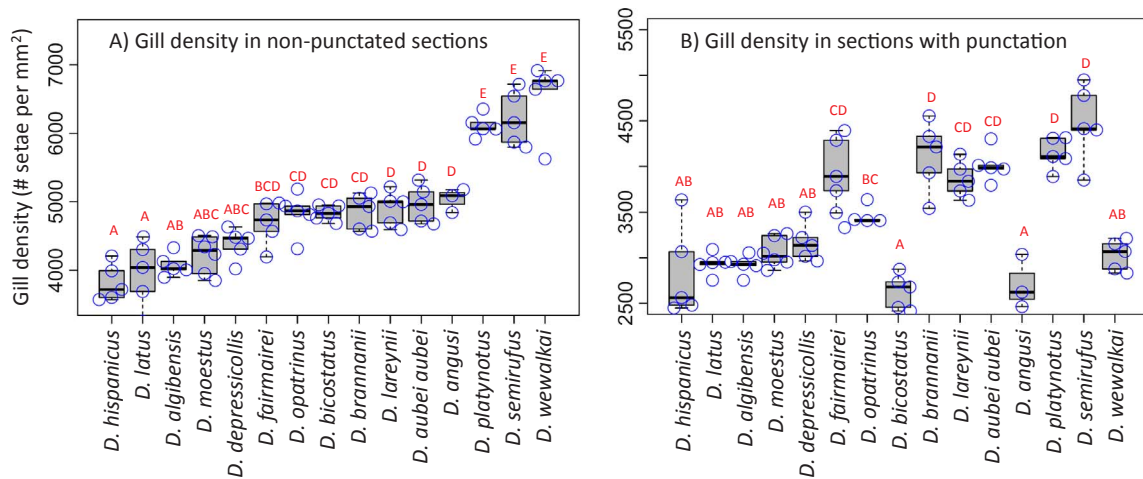 A) Gill density in non-punctated sections
Gill density (# setae per mm²)
7000
6000
5000
4000
A
A
AB
ABC
ABC
BCD
CD
CD
CD
D
D
D
E
E
E
D. hispanicus
D. latus
D. algibensis
D. moestus
D. depressicollis
D. fairmairei
D. opatrinus
D. bicostatus
D. brannanii
D. lareynii
D. aubei aubei
D. angusi
D. platynotus
D. semirufus
D. wewalkai
B) Gill density in sections with punctation
5500
4500
3500
2500
AB
AB
AB
AB
AB
CD
BC
A
D
CD
CD
A
D
D
AB
D. hispanicus
D. latus
D. algibensis
D. moestus
D. depressicollis
D. fairmairei
D. opatrinus
D. bicostatus
D. brannanii
D. lareynii
D. aubei aubei
D. angusi
D. platynotus
D. semirufus
D. wewalkai